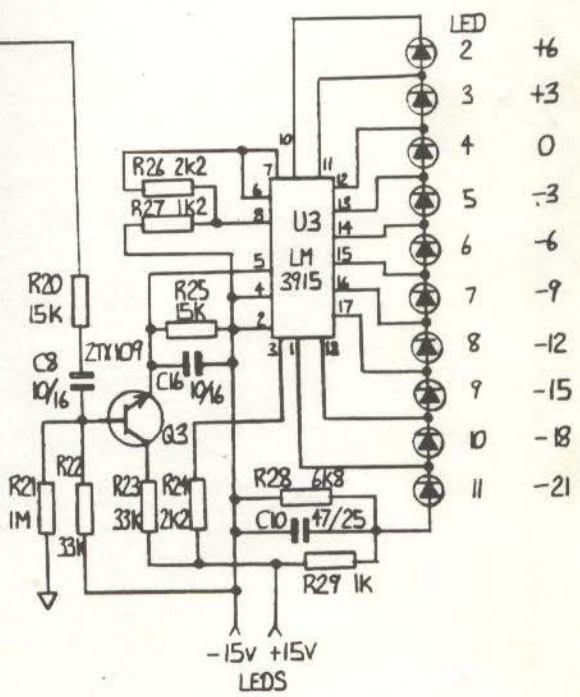 LED
2 +6
10
3 +3
11
7
4 0
12
R26 2K2
6
5 -3
13
R27 1K2
8
U3
14
6 -6
5
LM
15
3915
7 -9
R20
R25
4
16
15K
15K
17
2
8 -12
C8
ZTX109
3 1 18
10/16
C16 10/16
9 -15
Q3
10 -18
R28 6K8
R21 R22 R23 R24
11 -21
C10 47/25
1M 33K 33K 2K2
R29 1K
-15V +15V
LEDS